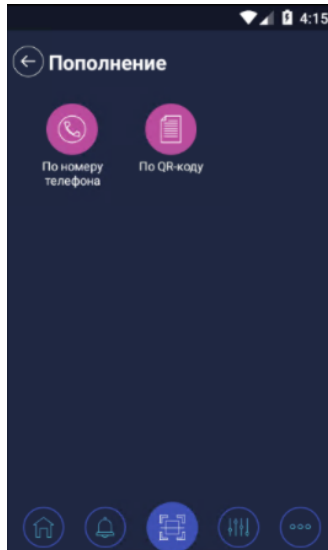 4:15
Пополнение
По номеру
телефона
По QR-коду